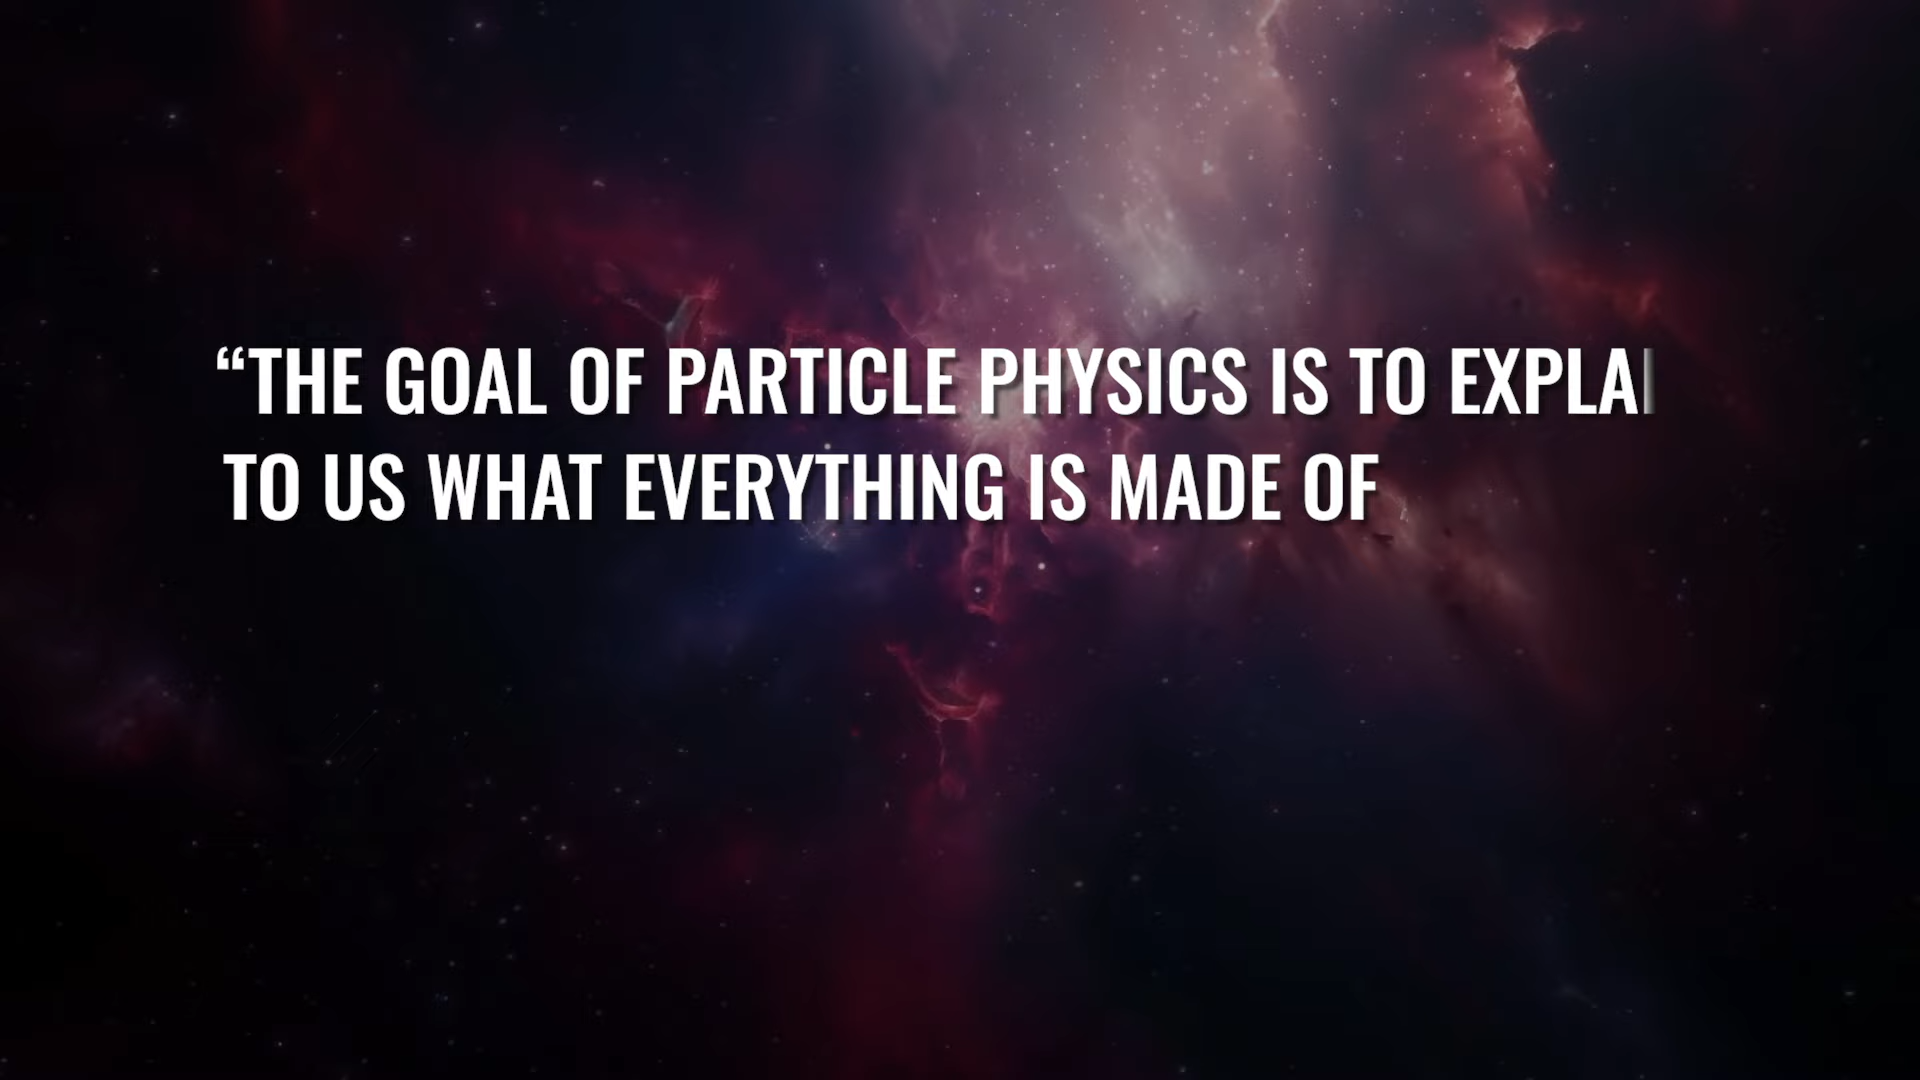 “THE GOAL OF PARTICLE PHYSICS IS TO EXPLAI
TO US WHAT EVERYTHING IS MADE OF